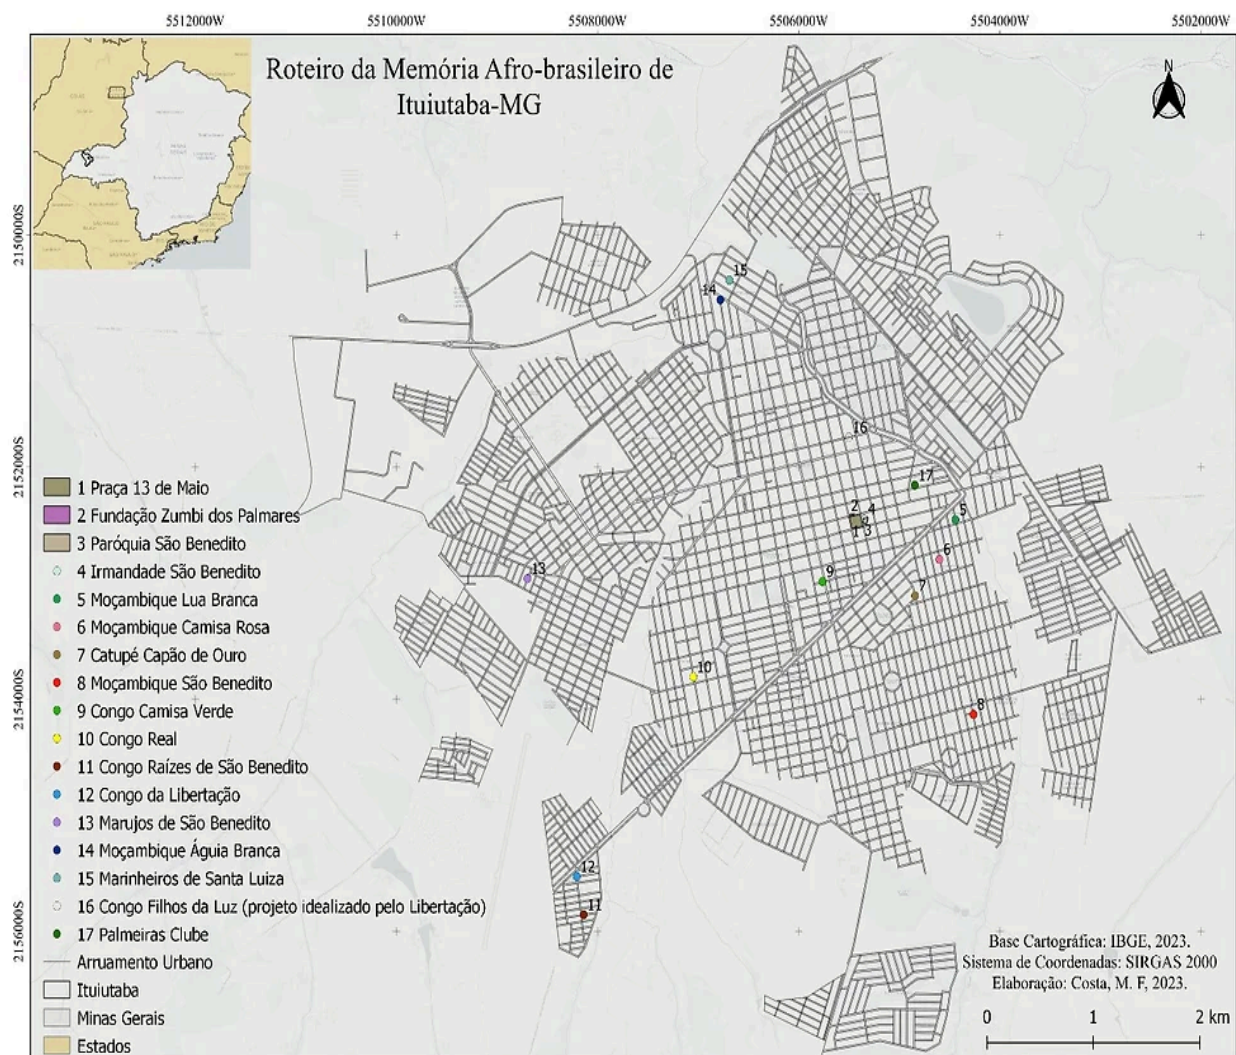 5512000W 5510000W 5508000W 5506000W 5504000W 5502000W
Roteiro da Memória Afro-brasileiro de
Ituiutaba-MG
N
2150000S
2152000S
2154000S
2156000S
15
14
16
17
2 4
1 3
5
6
7
9
13
10
8
12
11
1 Praça 13 de Maio
2 Fundação Zumbi dos Palmares
3 Paróquia São Benedito
4 Irmandade São Benedito
5 Moçambique Lua Branca
6 Moçambique Camisa Rosa
7 Catupé Capão de Ouro
8 Moçambique São Benedito
9 Congo Camisa Verde
10 Congo Real
11 Congo Raízes de São Benedito
12 Congo da Libertação
13 Marujos de São Benedito
14 Moçambique Águia Branca
15 Marinheiros de Santa Luiza
16 Congo Filhos da Luz (projeto idealizado pelo Libertação)
17 Palmeiras Clube
Arruamento Urbano
Ituiutaba
Minas Gerais
Estados
Base Cartográfica: IBGE, 2023.
Sistema de Coordenadas: SIRGAS 2000
Elaboração: Costa, M. F, 2023.
0 1 2 km